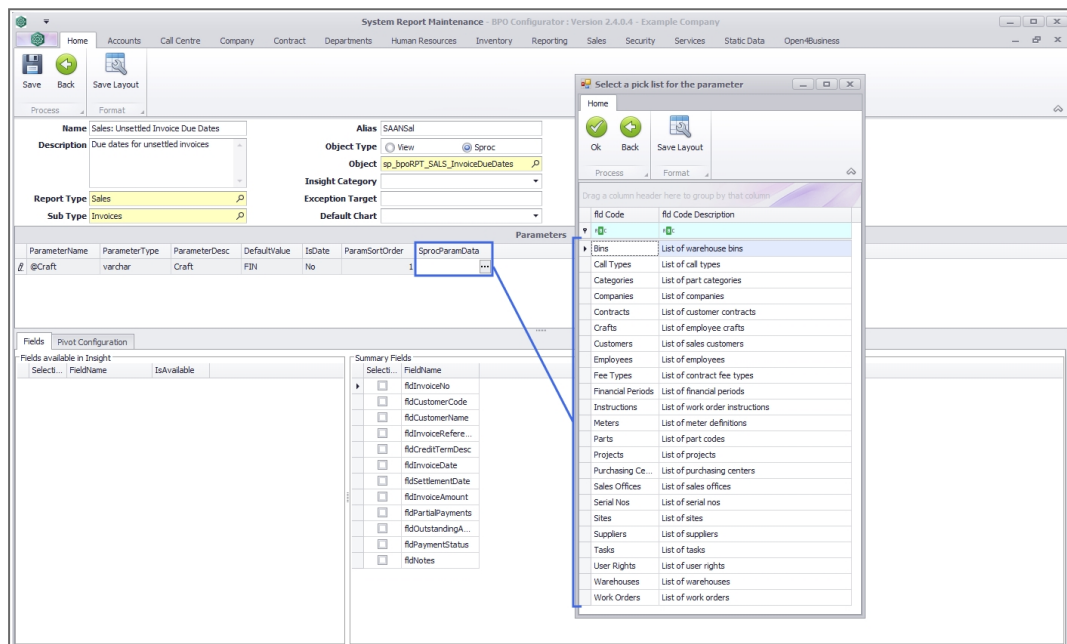 System Report Maintenance - BPO Configurator : Version 2.4.0.4 - Example Company
Home Accounts Call Centre Company Contract Departments Human Resources Inventory Reporting Sales Security Services Static Data Open4Business
Save Back Save Layout
Process Format
Name Sales: Unsettled Invoice Due Dates
Description Due dates for unsettled invoices
Report Type Sales
Sub Type Invoices
Alias SAANSal
Object Type View Sproc
Object sp_bpoRPT_SALS_InvoiceDueDates
Insight Category
Exception Target
Default Chart
Parameters
ParameterName ParameterType ParameterDesc DefaultValue IsDate ParamSortOrder SprocParamData
@Craft varchar Craft FIN No 1
Fields Pivot Configuration
Fields available in Insight
Selecti... FieldName IsAvailable
Summary Fields
Selecti... FieldName
fldInvoiceNo
fldCustomerCode
fldCustomerName
fldInvoiceRefere...
fldCreditTermDesc
fldInvoiceDate
fldSettlementDate
fldInvoiceAmount
fldPartialPayments
fldOutstandingA...
fldPaymentStatus
fldNotes
Select a pick list for the parameter
Home
Ok Back Save Layout
Process Format
Drag a column header here to group by that column
fld Code fld Code Description
Bins List of warehouse bins
Call Types List of call types
Categories List of part categories
Companies List of companies
Contracts List of customer contracts
Crafts List of employee crafts
Customers List of sales customers
Employees List of employees
Fee Types List of contract fee types
Financial Periods List of financial periods
Instructions List of work order instructions
Meters List of meter definitions
Parts List of part codes
Projects List of projects
Purchasing Ce... List of purchasing centers
Sales Offices List of sales offices
Serial Nos List of serial nos
Sites List of sites
Suppliers List of suppliers
Tasks List of tasks
User Rights List of user rights
Warehouses List of warehouses
Work Orders List of work orders